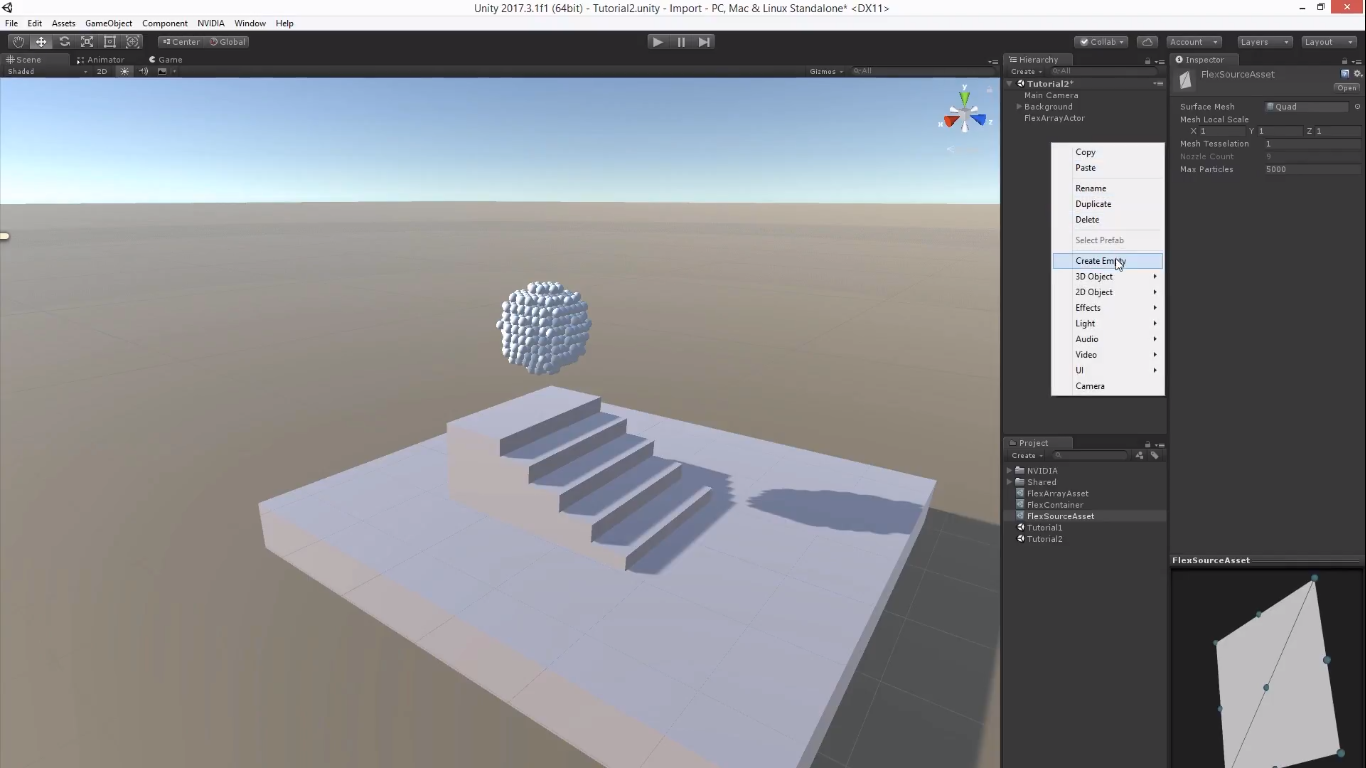 Unity 2017.3.1f1 (64bit) - Tutorial2.unity - Import - PC, Mac & Linux Standalone* <DX11>
File Edit Assets GameObject Component NVIDIA Window Help
Center Global Collab Account Layers Layout
Scene Animator Game
Shaded 2D Gizmos All
y
x
z
Hierarchy
Create All
Tutorial2*
Main Camera
Background
FlexArrayActor
Copy
Paste
Rename
Duplicate
Delete
Select Prefab
Create Empty
3D Object
2D Object
Effects
Light
Audio
Video
UI
Camera
Project
Create
NVIDIA
Shared
FlexArrayAsset
FlexContainer
FlexSourceAsset
Tutorial1
Tutorial2
Inspector
FlexSourceAsset
Open
Surface Mesh Quad
Mesh Local Scale
X 1 Y 1 Z 1
Mesh Tesselation 1
Nozzle Count 9
Max Particles 5000
FlexSourceAsset